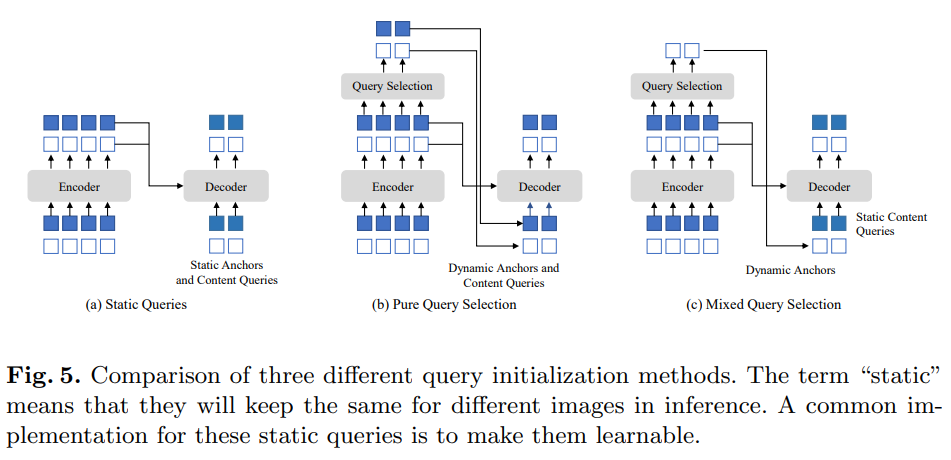 Query Selection
Encoder
Decoder
Static Anchors
and Content Queries
(a) Static Queries
Encoder
Decoder
Dynamic Anchors and
Content Queries
(b) Pure Query Selection
Query Selection
Encoder
Decoder
Static Content
Queries
Dynamic Anchors
(c) Mixed Query Selection
Fig. 5. Comparison of three different query initialization methods. The term “static”
means that they will keep the same for different images in inference. A common im-
plementation for these static queries is to make them learnable.